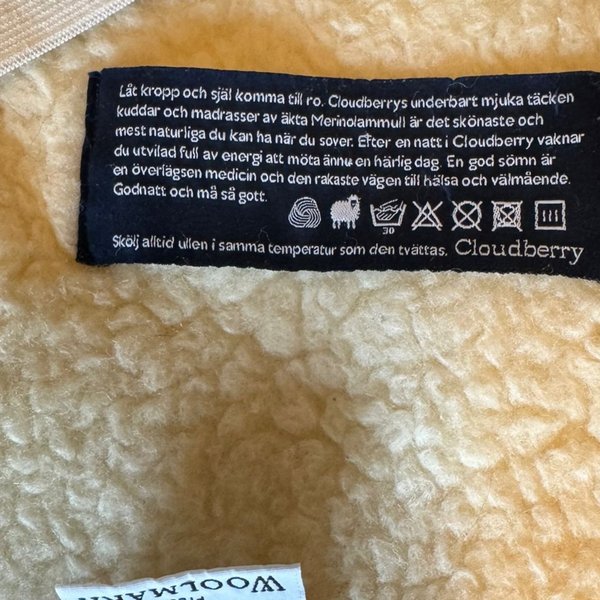 Låt kropp och själ komma till ro. Cloudberrys underbart mjuka täcken
kuddar och madrasser av äkta Merinolammull är det skönaste och
mest naturliga du kan ha när du sover. Efter en natt i Cloudberry vaknar
du utvilad full av energi att möta ännu en härlig dag. En god sömn är
en överlägsen medicin och den rakaste vägen till hälsa och välmående.
Godnatt och må så gott.
30
Skölj alltid ullen i samma temperatur som den tvättas. Cloudberry
WOOLMARK